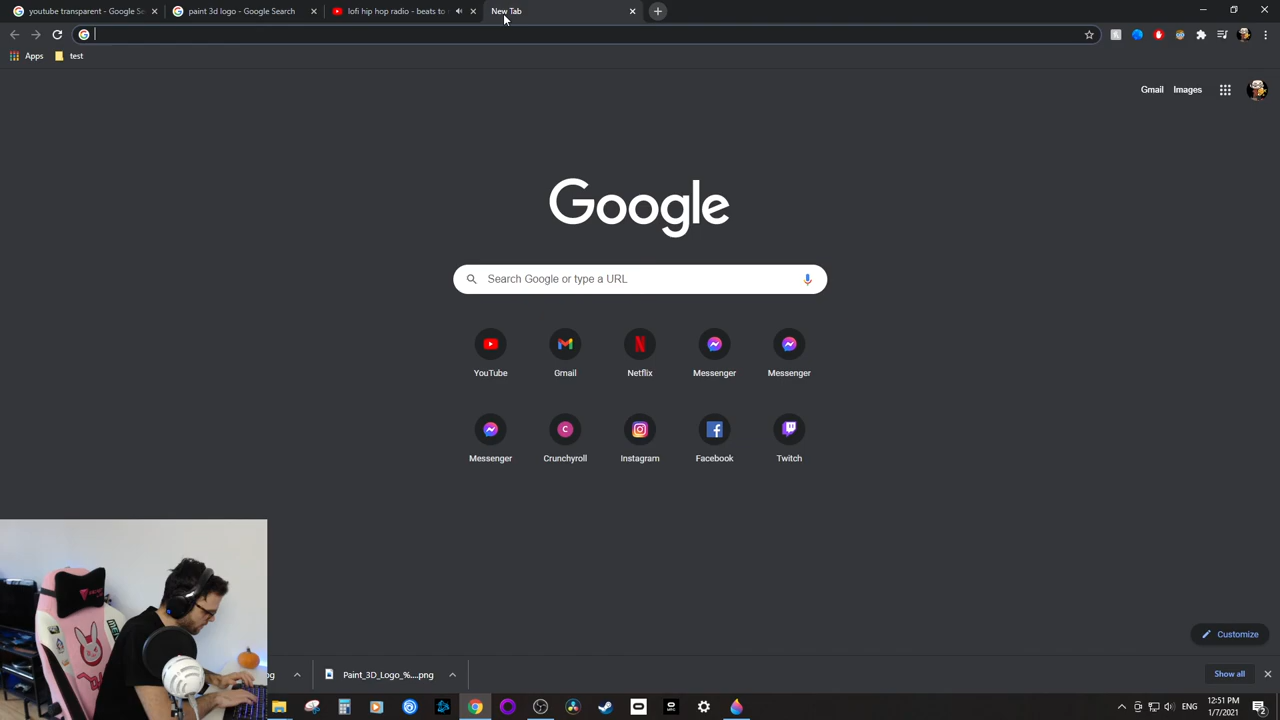 youtube transparent - Google Se
paint 3d logo - Google Search
lofi hip hop radio - beats to
New Tab
Apps
test
Gmail
Images
Google
Search Google or type a URL
YouTube
Gmail
Netflix
Messenger
Messenger
Messenger
Crunchyroll
Instagram
Facebook
Twitch
Customize
Paint_3D_Logo_%....png
Show all
ENG
12:51 PM
1/7/2021